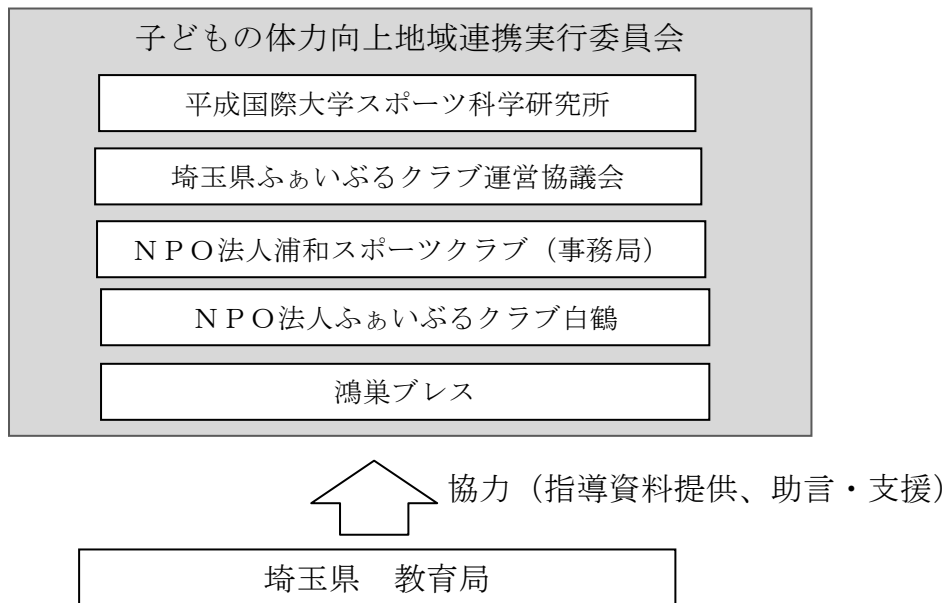 子どもの体力向上地域連携実行委員会
平成国際大学スポーツ科学研究所
埼玉県ふぁいぶるクラブ運営協議会
ＮＰＯ法人浦和スポーツクラブ（事務局）
ＮＰＯ法人ふぁいぶるクラブ白鶴
鴻巣ブレス
協力（指導資料提供、助言・支援）
埼玉県　教育局